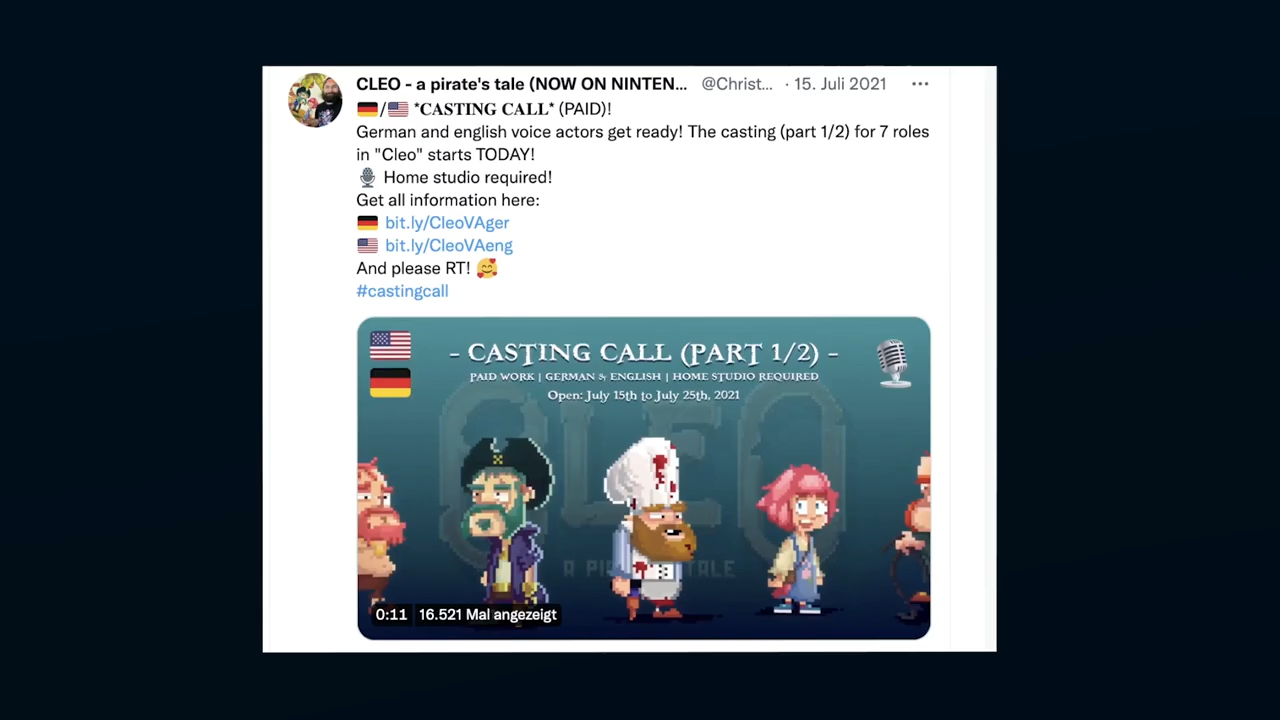 CLEO - a pirate's tale (NOW ON NINTEN... @Christ... · 15. Juli 2021
🇩🇪/🇺🇸 *CASTING CALL* (PAID)!
German and english voice actors get ready! The casting (part 1/2) for 7 roles
in "Cleo" starts TODAY!
🎙 Home studio required!
Get all information here:
🇩🇪 bit.ly/CleoVAger
🇺🇸 bit.ly/CleoVAeng
And please RT! 🥰
#castingcall
- CASTING CALL (PART 1/2) -
PAID WORK | GERMAN & ENGLISH | HOME STUDIO REQUIRED
Open: July 15th to July 25th, 2021
CLEO
A PI TALE
0:11 16.521 Mal angezeigt